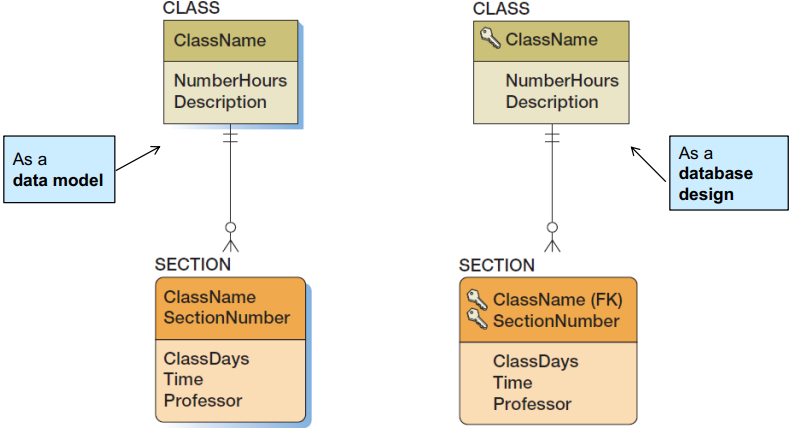 CLASS
ClassName
NumberHours
Description
As a
data model
SECTION
ClassName
SectionNumber
ClassDays
Time
Professor
CLASS
ClassName
NumberHours
Description
As a
database
design
SECTION
ClassName (FK)
SectionNumber
ClassDays
Time
Professor